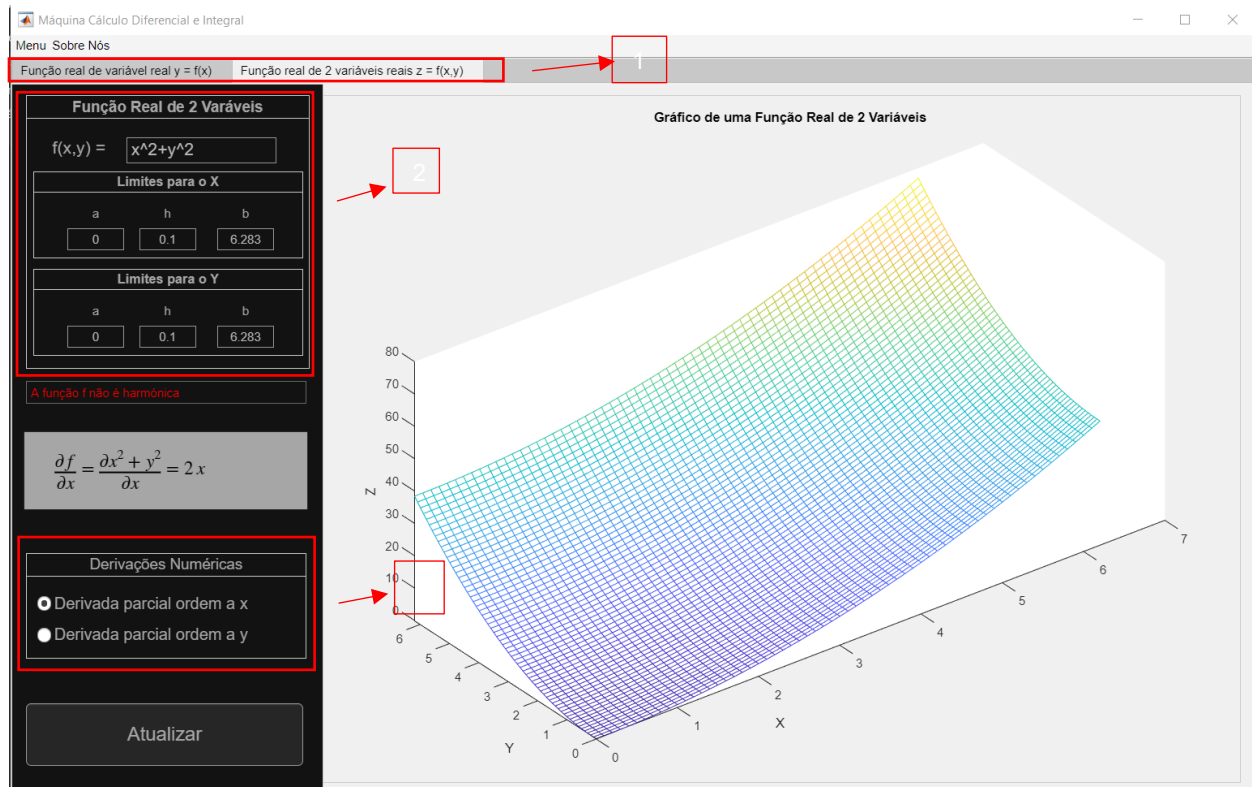 Máquina Cálculo Diferencial e Integral
Menu Sobre Nós
Função real de variável real y = f(x) Função real de 2 variáveis reais z = f(x,y)
1
Função Real de 2 Varáveis
f(x,y) = x^2+y^2
Limites para o X
a h b
0 0.1 6.283
Limites para o Y
a h b
0 0.1 6.283
A função f não é harmónica
∂f/∂x = ∂x² + y²/∂x = 2 x
Derivações Numéricas
Derivada parcial ordem a x
Derivada parcial ordem a y
Atualizar
2
Gráfico de uma Função Real de 2 Variáveis
80
70
60
50
40
30
20
10
0
Z
6
5
4
3
2
1
0
Y
0
1
2
3
4
5
6
7
X